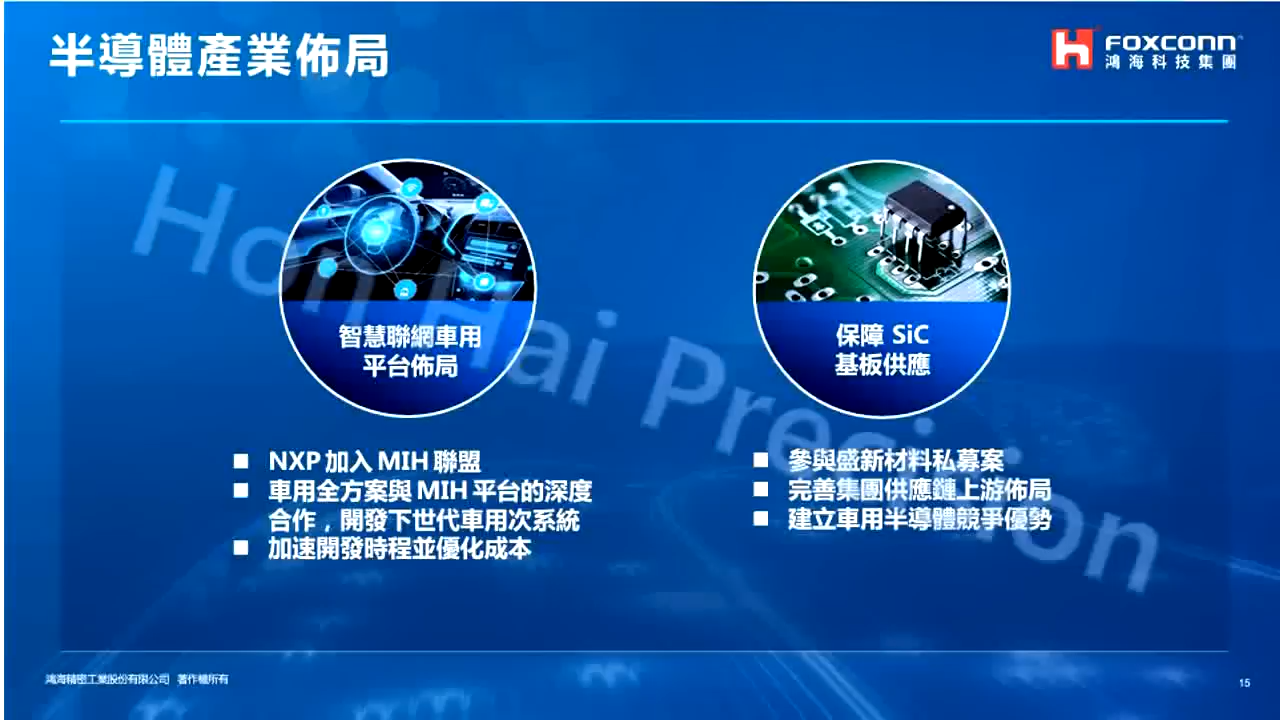 半導體產業佈局
FOXCONN
鴻海科技集團
Hon Hai Precision
智慧聯網車用
平台佈局
保障 SiC
基板供應
NXP 加入 MIH 聯盟
車用全方案與 MIH 平台的深度
合作，開發下世代車用次系統
加速開發時程並優化成本
參與盛新材料私募案
完善集團供應鏈上游佈局
建立車用半導體競爭優勢
鴻海精密工業股份有限公司 著作權所有
15